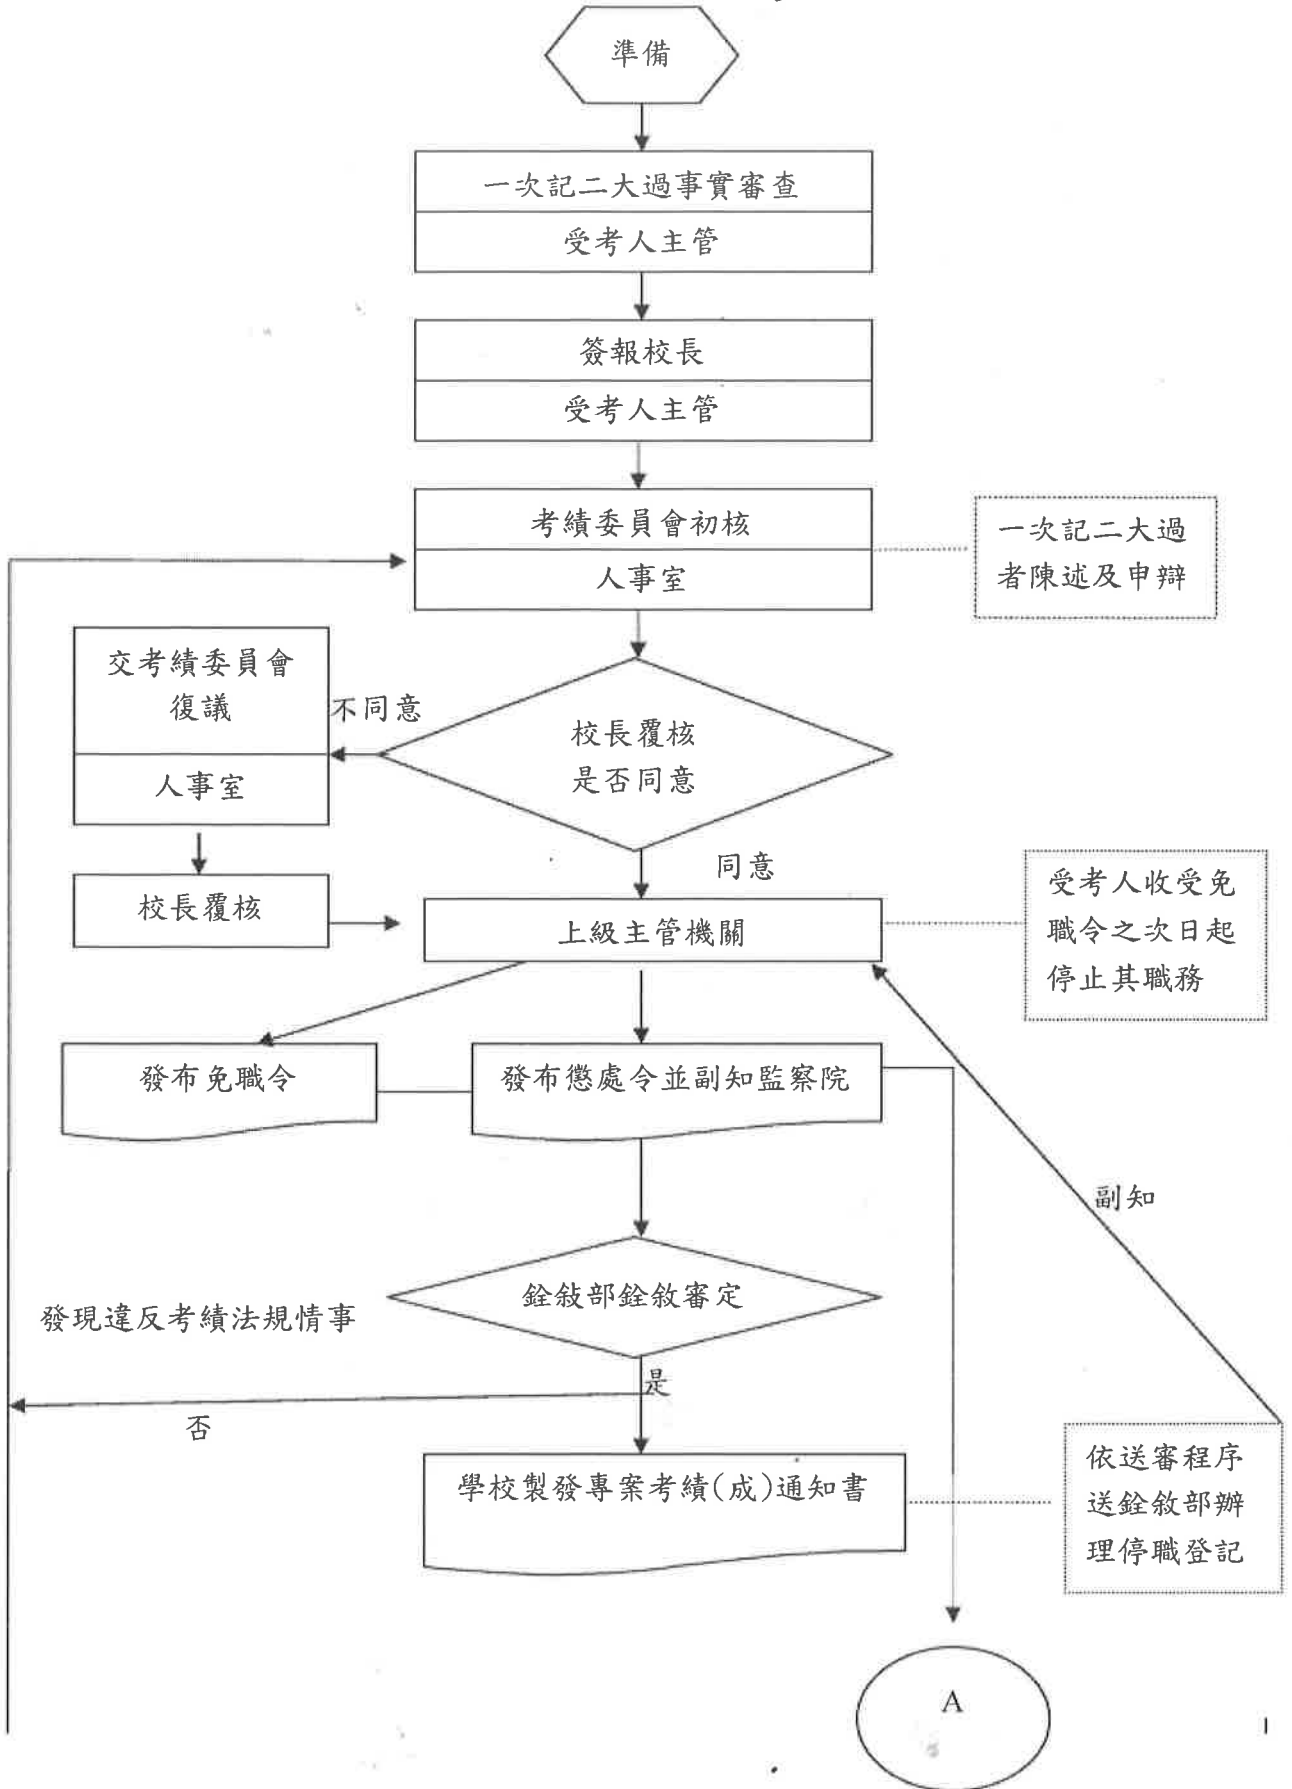 準備
一次記二大過事實審查
受考人主管
簽報校長
受考人主管
考績委員會初核
人事室
一次記二大過
者陳述及申辯
交考績委員會
復議
人事室
不同意
校長覆核
是否同意
同意
校長覆核
上級主管機關
受考人收受免
職令之次日起
停止其職務
發布免職令
發布懲處令並副知監察院
副知
銓敍部銓敘審定
發現違反考績法規情事
是
否
學校製發專案考績(成)通知書
依送審程序
送銓敘部辦
理停職登記
A